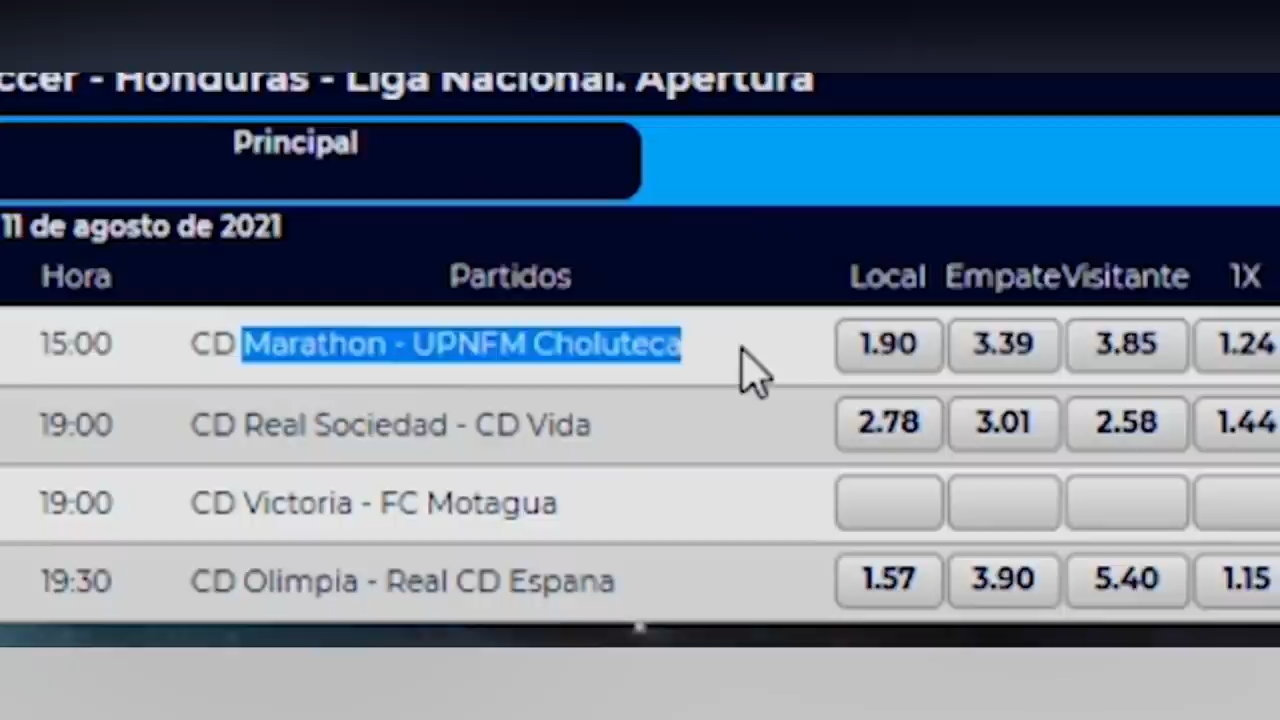 ccer - Honduras - Liga Nacional. Apertura
Principal
11 de agosto de 2021
Hora Partidos Local Empate Visitante 1X
15:00 CD Marathon - UPNFM Choluteca 1.90 3.39 3.85 1.24
19:00 CD Real Sociedad - CD Vida 2.78 3.01 2.58 1.44
19:00 CD Victoria - FC Motagua
19:30 CD Olimpia - Real CD Espana 1.57 3.90 5.40 1.15